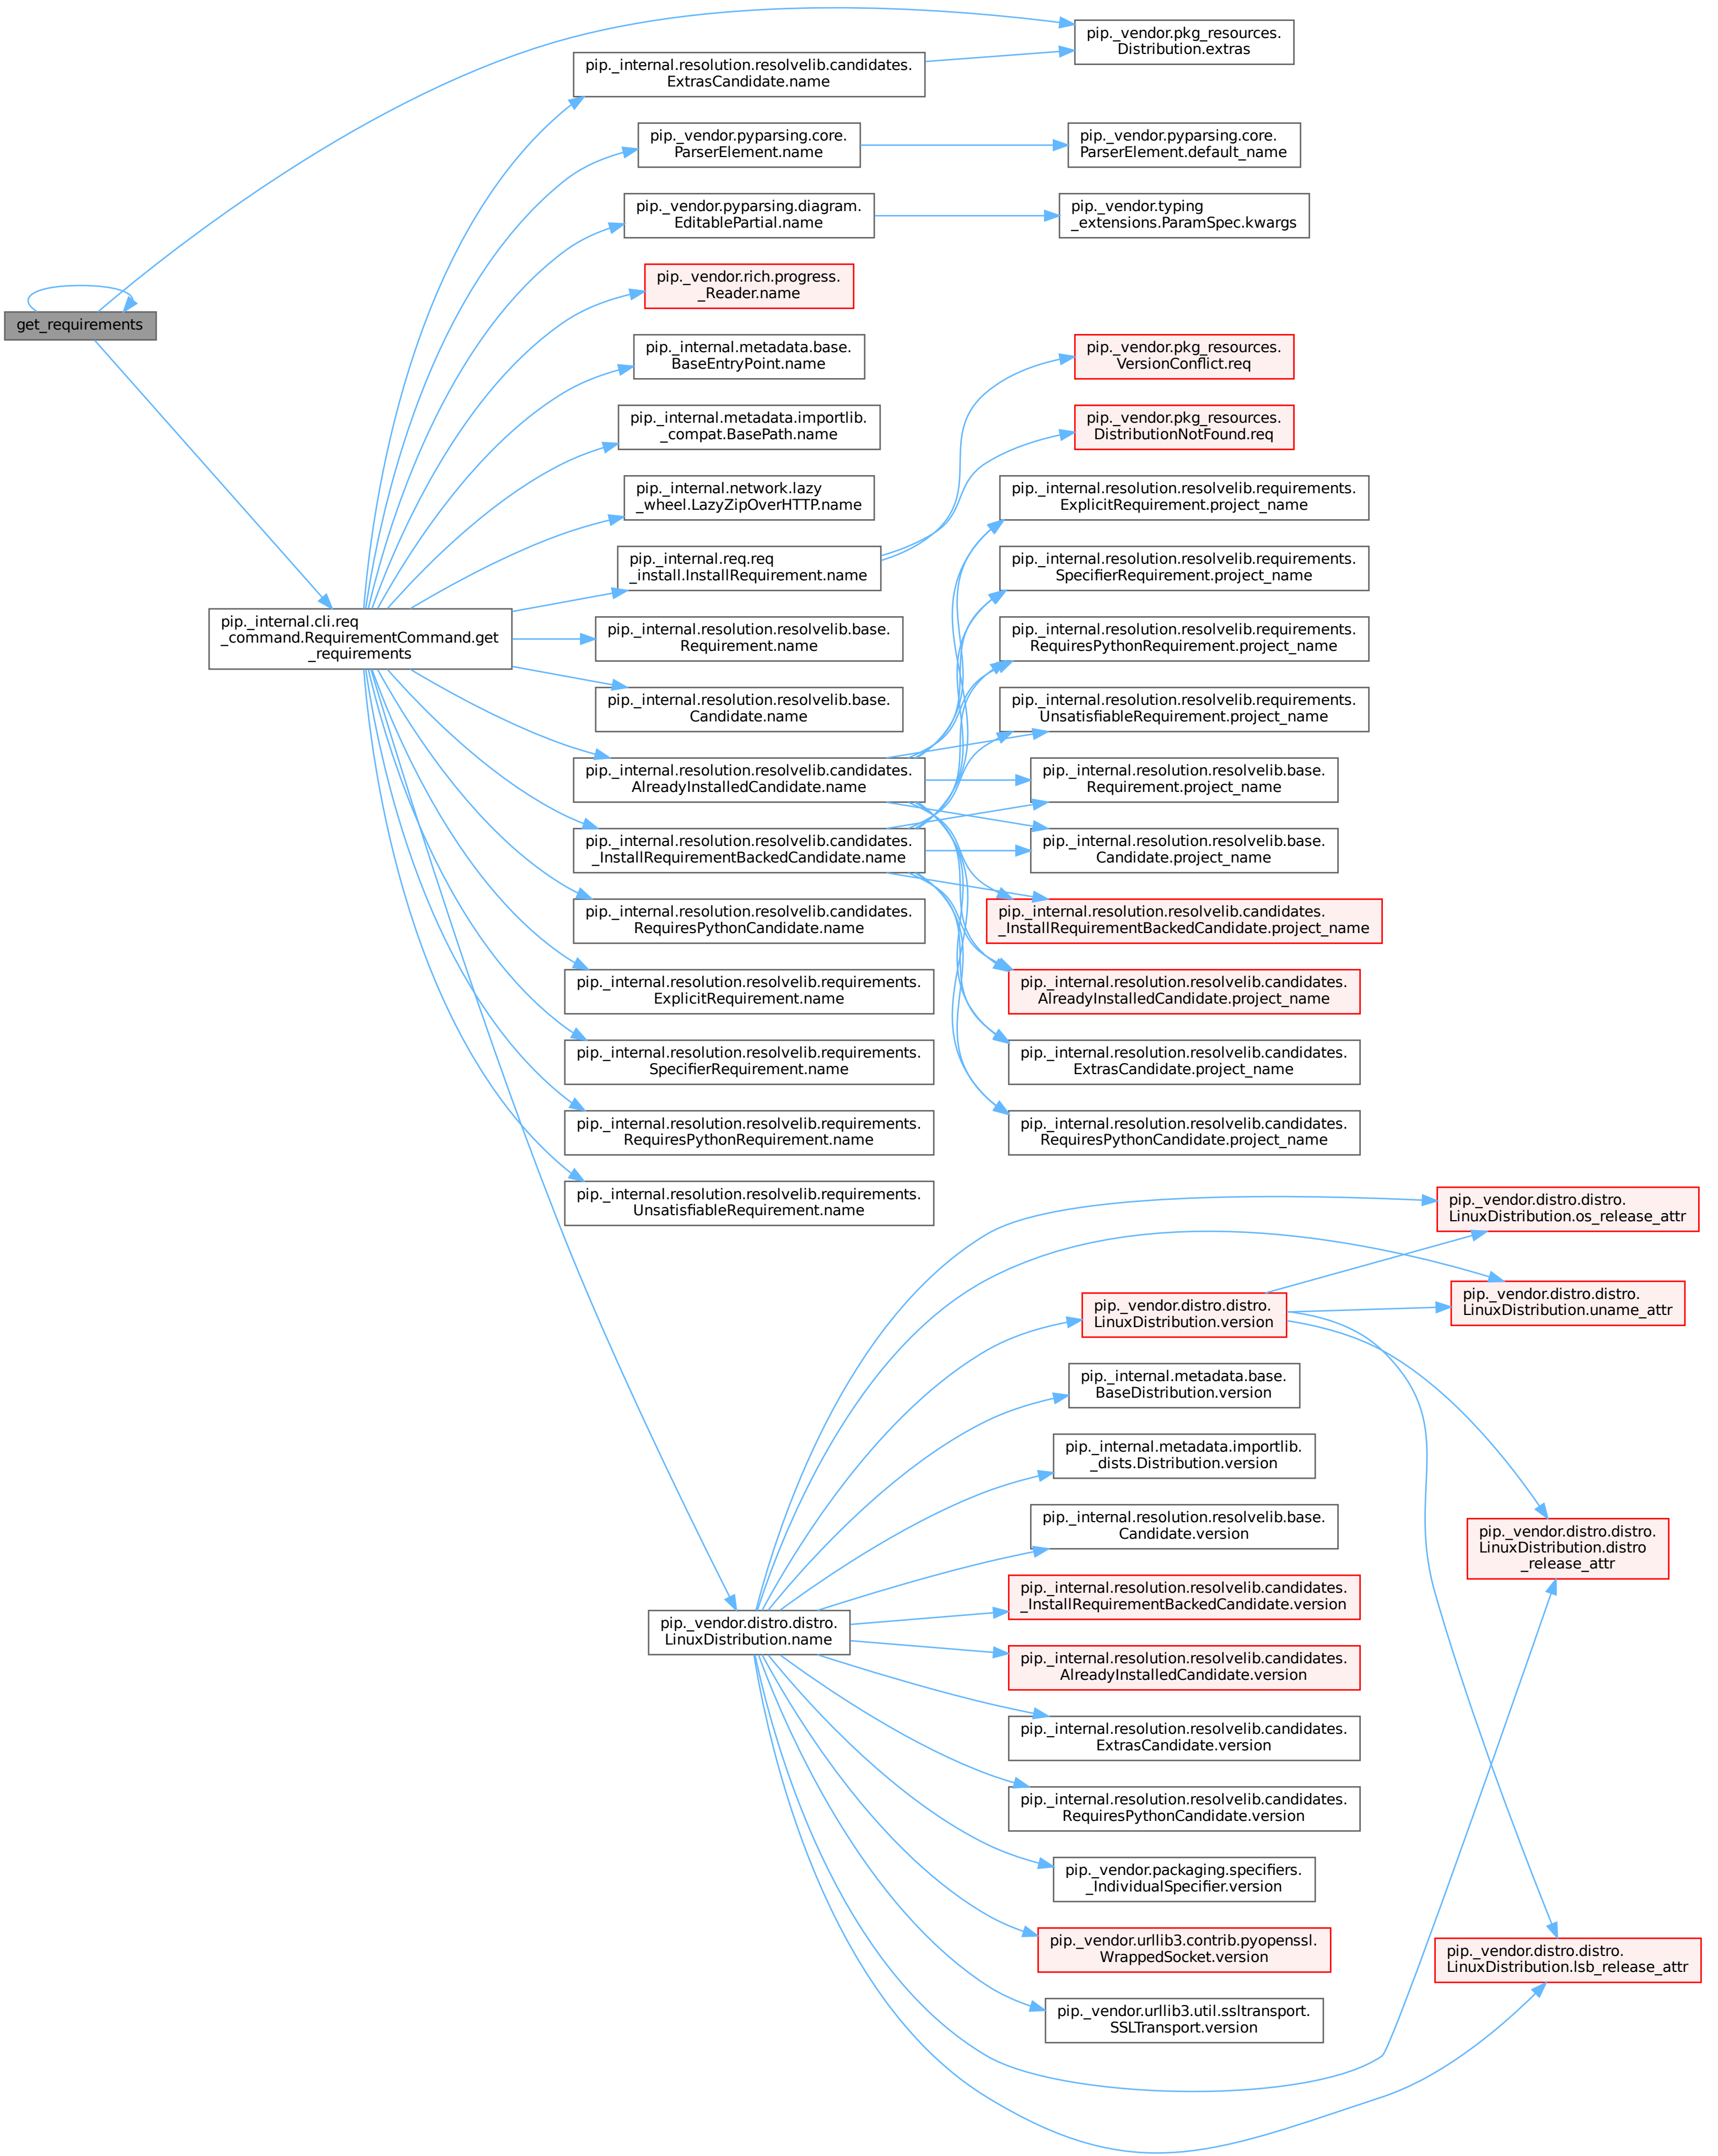 get_requirements
pip._internal.cli.req
_command.RequirementCommand.get
_requirements
pip._internal.resolution.resolvelib.candidates.
ExtrasCandidate.name
pip._vendor.pyparsing.core.
ParserElement.name
pip._vendor.pyparsing.diagram.
EditablePartial.name
pip._vendor.rich.progress.
_Reader.name
pip._internal.metadata.base.
BaseEntryPoint.name
pip._internal.metadata.importlib.
_compat.BasePath.name
pip._internal.network.lazy
_wheel.LazyZipOverHTTP.name
pip._internal.req.req
_install.InstallRequirement.name
pip._internal.resolution.resolvelib.base.
Requirement.name
pip._internal.resolution.resolvelib.base.
Candidate.name
pip._internal.resolution.resolvelib.candidates.
AlreadyInstalledCandidate.name
pip._internal.resolution.resolvelib.candidates.
_InstallRequirementBackedCandidate.name
pip._internal.resolution.resolvelib.candidates.
RequiresPythonCandidate.name
pip._internal.resolution.resolvelib.requirements.
ExplicitRequirement.name
pip._internal.resolution.resolvelib.requirements.
SpecifierRequirement.name
pip._internal.resolution.resolvelib.requirements.
RequiresPythonRequirement.name
pip._internal.resolution.resolvelib.requirements.
UnsatisfiableRequirement.name
pip._vendor.distro.distro.
LinuxDistribution.name
pip._vendor.pkg_resources.
Distribution.extras
pip._vendor.pyparsing.core.
ParserElement.default_name
pip._vendor.typing
_extensions.ParamSpec.kwargs
pip._vendor.pkg_resources.
VersionConflict.req
pip._vendor.pkg_resources.
DistributionNotFound.req
pip._internal.resolution.resolvelib.requirements.
ExplicitRequirement.project_name
pip._internal.resolution.resolvelib.requirements.
SpecifierRequirement.project_name
pip._internal.resolution.resolvelib.requirements.
RequiresPythonRequirement.project_name
pip._internal.resolution.resolvelib.requirements.
UnsatisfiableRequirement.project_name
pip._internal.resolution.resolvelib.base.
Requirement.project_name
pip._internal.resolution.resolvelib.base.
Candidate.project_name
pip._internal.resolution.resolvelib.candidates.
_InstallRequirementBackedCandidate.project_name
pip._internal.resolution.resolvelib.candidates.
AlreadyInstalledCandidate.project_name
pip._internal.resolution.resolvelib.candidates.
ExtrasCandidate.project_name
pip._internal.resolution.resolvelib.candidates.
RequiresPythonCandidate.project_name
pip._vendor.distro.distro.
LinuxDistribution.version
pip._internal.metadata.base.
BaseDistribution.version
pip._internal.metadata.importlib.
_dists.Distribution.version
pip._internal.resolution.resolvelib.base.
Candidate.version
pip._internal.resolution.resolvelib.candidates.
_InstallRequirementBackedCandidate.version
pip._internal.resolution.resolvelib.candidates.
AlreadyInstalledCandidate.version
pip._internal.resolution.resolvelib.candidates.
ExtrasCandidate.version
pip._internal.resolution.resolvelib.candidates.
RequiresPythonCandidate.version
pip._vendor.packaging.specifiers.
_IndividualSpecifier.version
pip._vendor.urllib3.contrib.pyopenssl.
WrappedSocket.version
pip._vendor.urllib3.util.ssltransport.
SSLTransport.version
pip._vendor.distro.distro.
LinuxDistribution.os_release_attr
pip._vendor.distro.distro.
LinuxDistribution.uname_attr
pip._vendor.distro.distro.
LinuxDistribution.distro
_release_attr
pip._vendor.distro.distro.
LinuxDistribution.lsb_release_attr